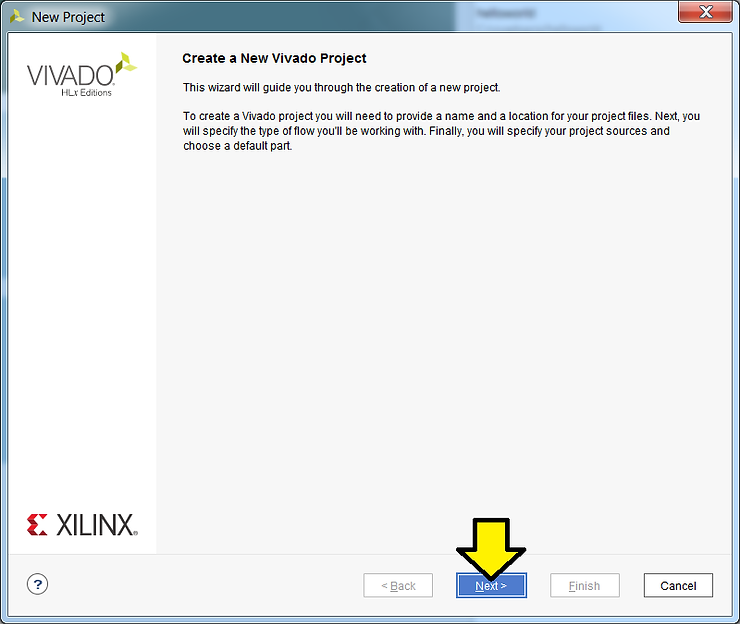 New Project
VIVADO
HLx Editions
Create a New Vivado Project
This wizard will guide you through the creation of a new project.
To create a Vivado project you will need to provide a name and a location for your project files. Next, you
will specify the type of flow you'll be working with. Finally, you will specify your project sources and
choose a default part.
XILINX®
?
< Back
Next >
Finish
Cancel